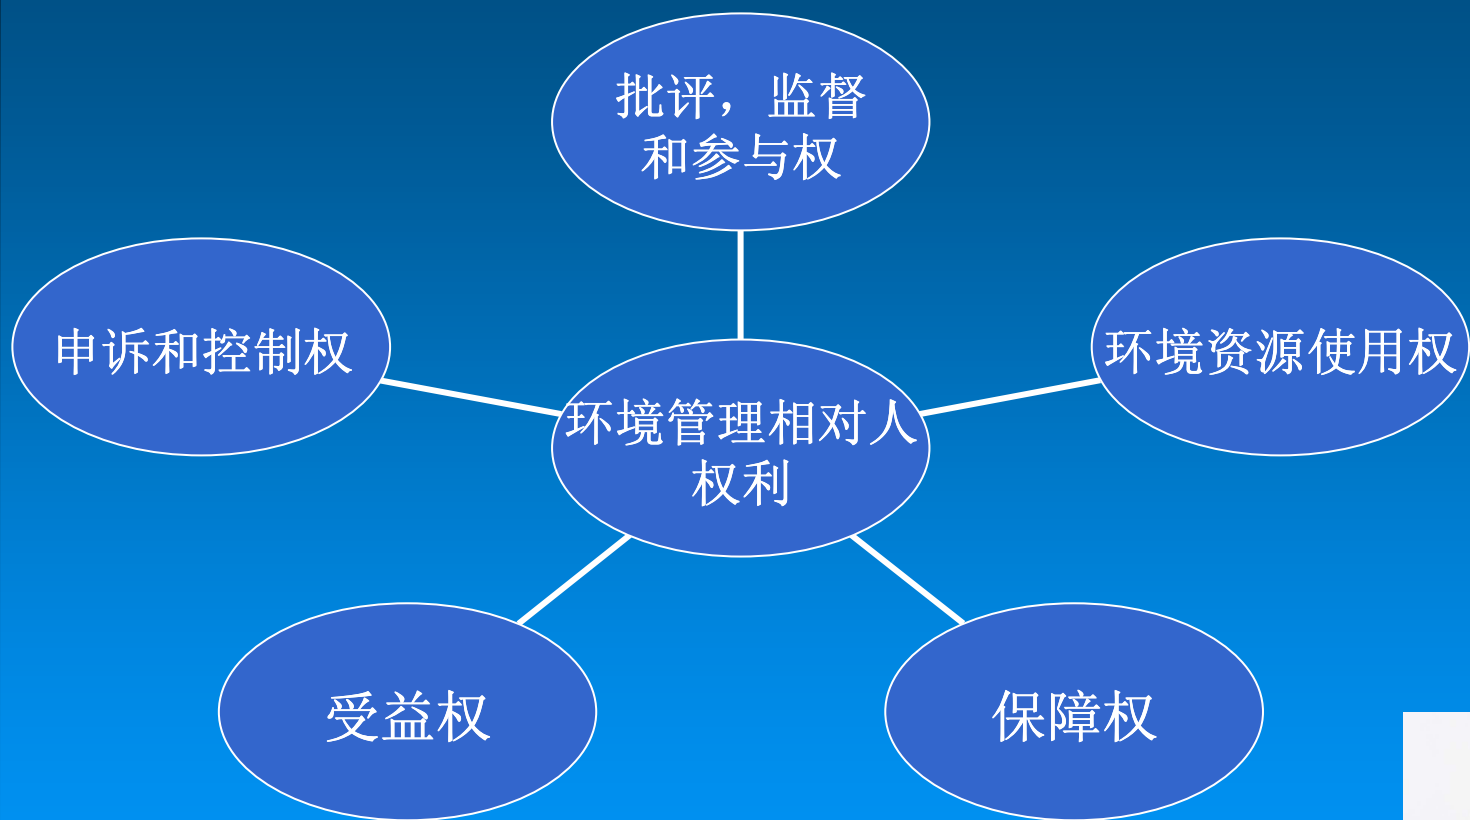 批评，监督
和参与权
申诉和控制权
环境资源使用权
环境管理相对人
权利
受益权
保障权